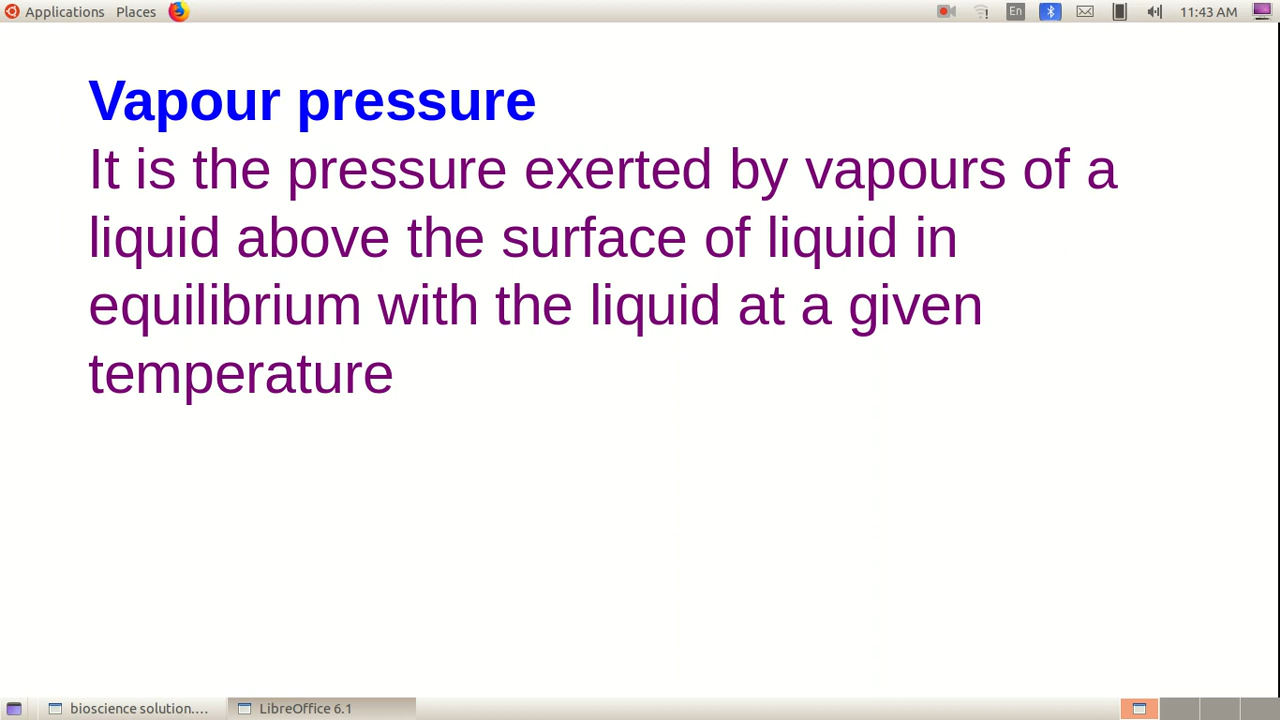 Applications Places En 11:43 AM
Vapour pressure
It is the pressure exerted by vapours of a
liquid above the surface of liquid in
equilibrium with the liquid at a given
temperature
bioscience solution.... LibreOffice 6.1